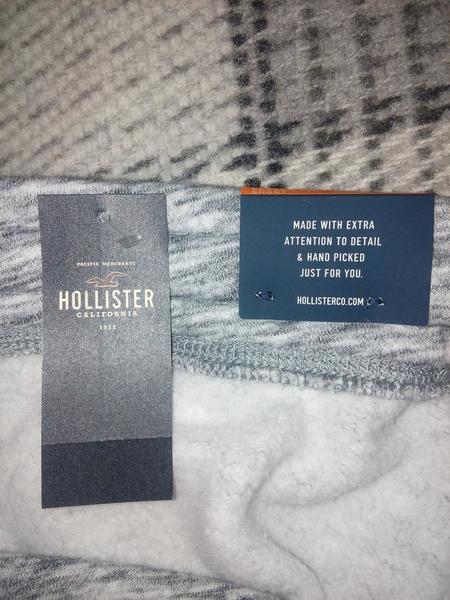 PACIFIC MERCHANTS
HOLLISTER
CALIFORNIA
1922
MADE WITH EXTRA
ATTENTION TO DETAIL
& HAND PICKED
JUST FOR YOU.
HOLLISTERCO.COM